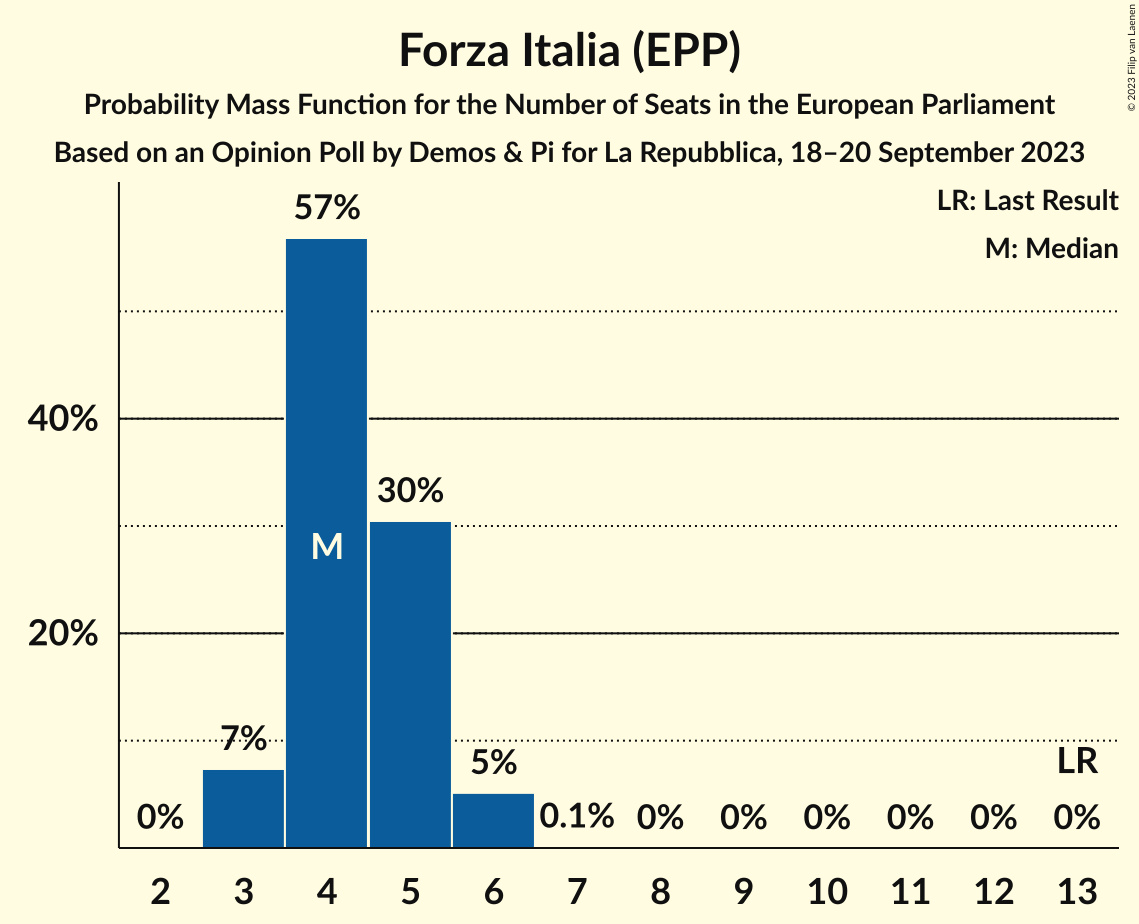 Forza Italia (EPP)
Probability Mass Function for the Number of Seats in the European Parliament
Based on an Opinion Poll by Demos & Pi for La Repubblica, 18–20 September 2023
© 2023 Filip van Laenen
LR: Last Result
M: Median
57%
40%
30%
M
20%
7%
5%
LR
0%
0.1%
0%
0%
0%
0%
0%
0%
2 3 4 5 6 7 8 9 10 11 12 13